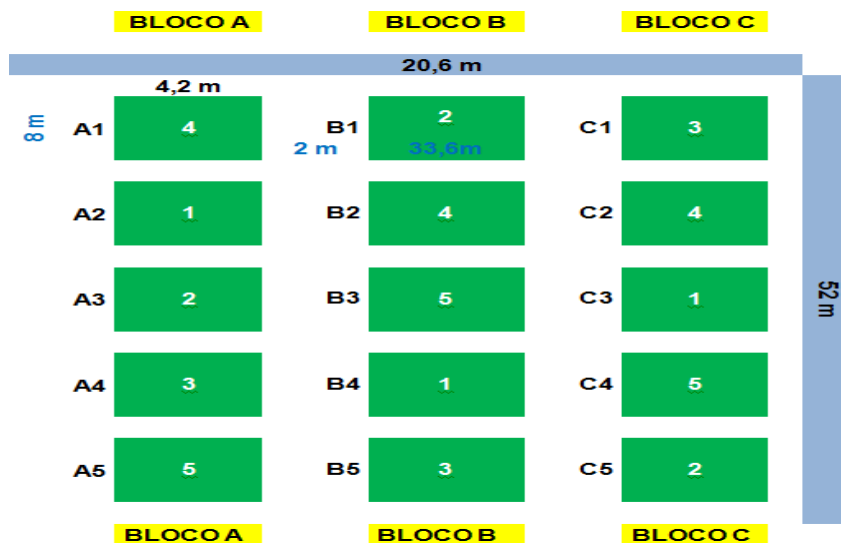 BLOCO A BLOCO B BLOCO C
20,6 m
4,2 m
8 m
A1 4 B1 2 C1 3
2 m 33,6m
A2 1 B2 4 C2 4
A3 2 B3 5 C3 1
52 m
A4 3 B4 1 C4 5
A5 5 B5 3 C5 2
BLOCO A BLOCO B BLOCO C